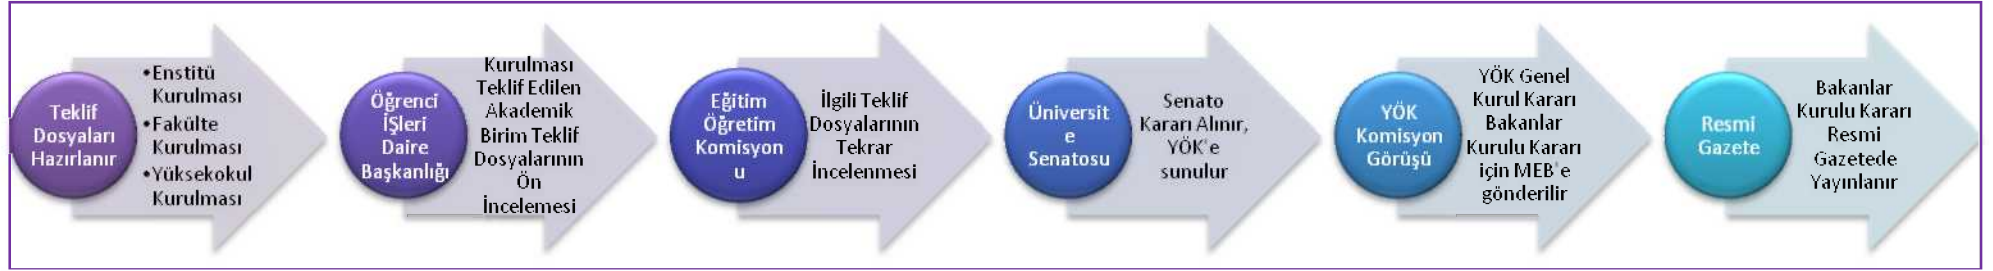 Teklif
Dosyaları
Hazırlanır
•Enstitü
Kurulması
•Fakülte
Kurulması
•Yüksekokul
Kurulması
Öğrenci
İşleri
Daire
Başkanlığı
Kurulması
Teklif Edilen
Akademik
Birim Teklif
Dosyalarının
Ön
İncelemesi
Eğitim
Öğretim
Komisyon
u
İlgili Teklif
Dosyalarının
Tekrar
İncelenmesi
Üniversit
e
Senatosu
Senato
Kararı Alınır,
YÖK'e
sunulur
YÖK
Komisyon
Görüşü
YÖK Genel
Kurul Kararı
Bakanlar
Kurulu Kararı
için MEB'e
gönderilir
Resmi
Gazete
Bakanlar
Kurulu Kararı
Resmi
Gazetede
Yayınlanır